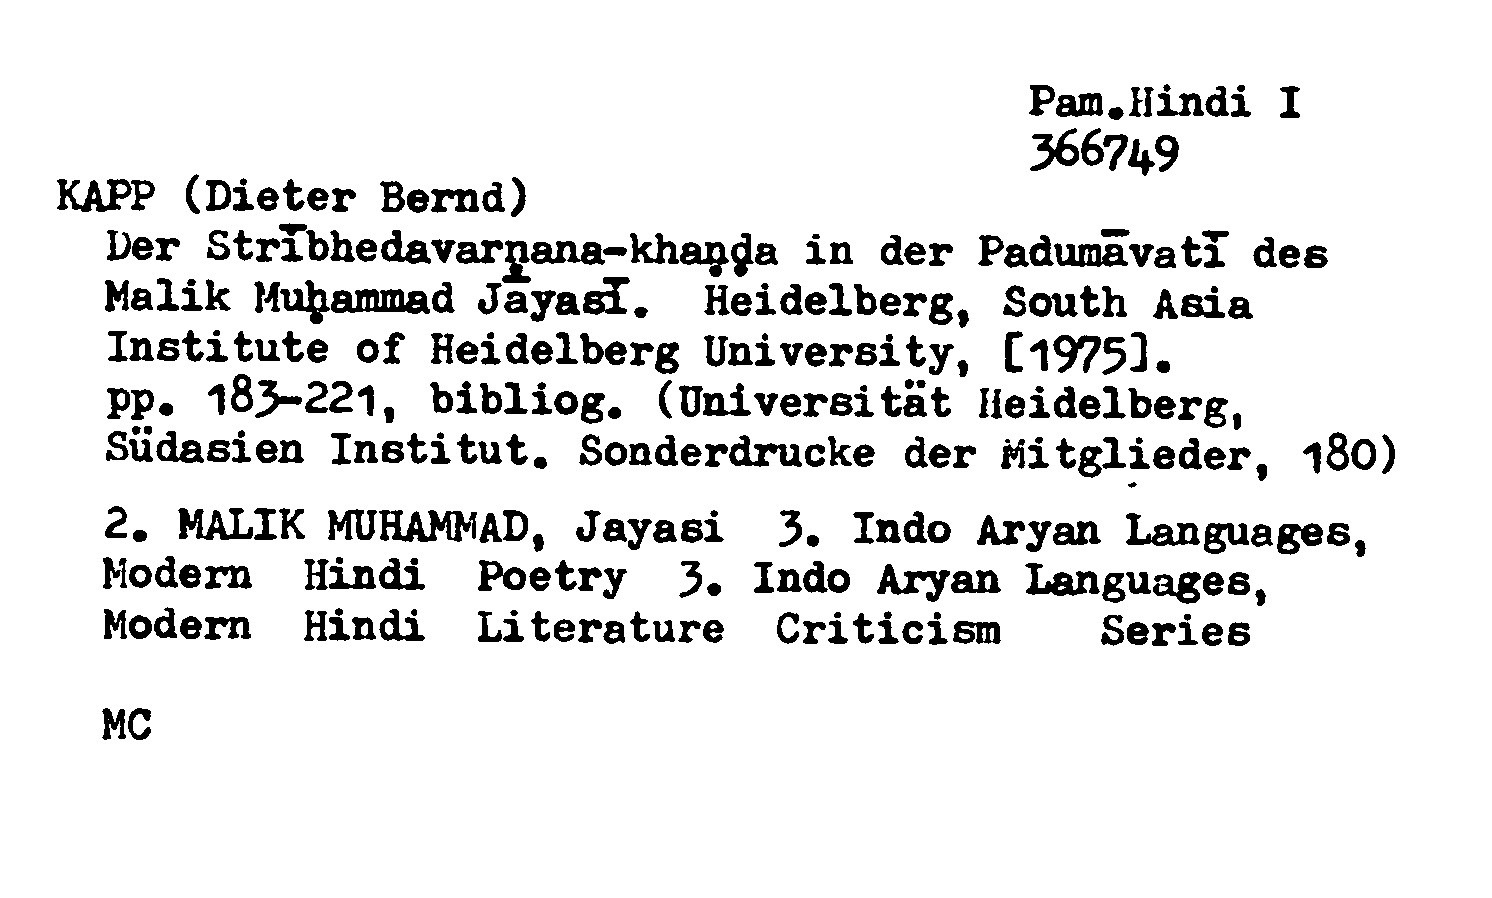 Pam.Hindi I
366749
KAPP (Dieter Bernd)
Der Strībhedavarṇana-khaṇḍa in der Padumāvatī des
Malik Muḥammad Jāyasī. Heidelberg, South Asia
Institute of Heidelberg University, [1975].
pp. 183-221, bibliog. (Universität Heidelberg,
Südasien Institut. Sonderdrucke der Mitglieder, 180)
2. MALIK MUHAMMAD, Jayasi 3. Indo Aryan Languages,
Modern Hindi Poetry 3. Indo Aryan Languages,
Modern Hindi Literature Criticism Series
MC